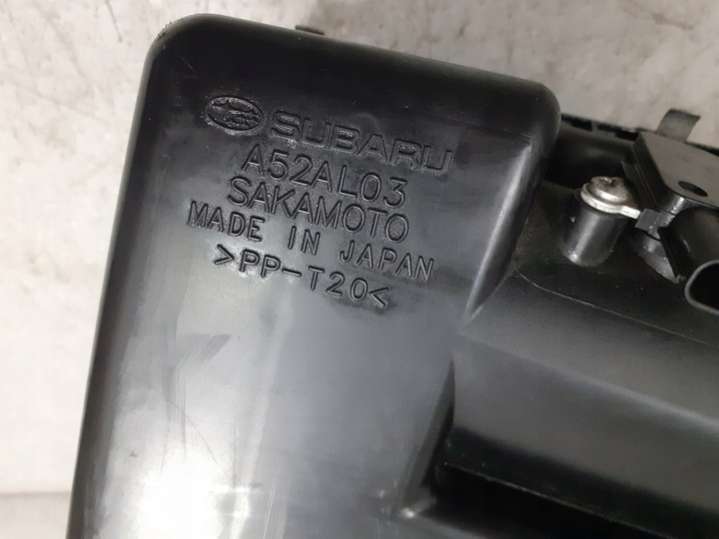 SUBARU
A52AL03
SAKAMOTO
MADE IN JAPAN
>PP-T20<